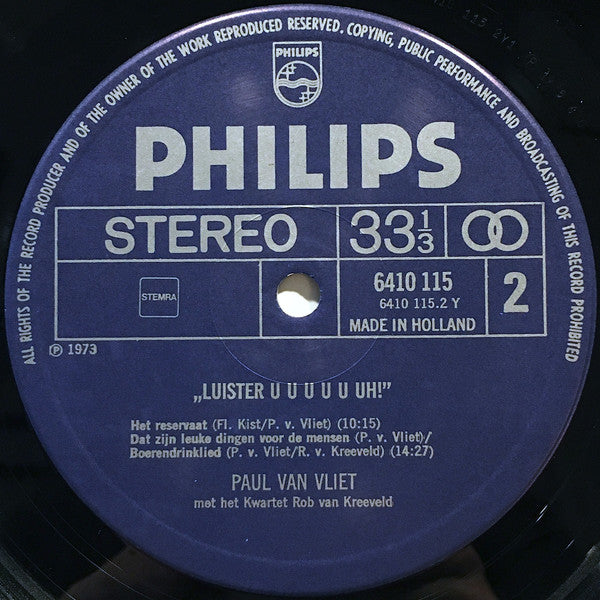 ALL RIGHTS OF THE RECORD PRODUCER AND OF THE OWNER OF THE WORK REPRODUCED RESERVED. COPYING, PUBLIC PERFORMANCE AND BROADCASTING OF THIS RECORD PROHIBITED
PHILIPS
PHILIPS
STEREO 33 1/3
STEMRA
6410 115
6410 115.2 Y
2
MADE IN HOLLAND
℗ 1973
„LUISTER U U U U U UH!"
Het reservaat (Fl. Kist/P. v. Vliet) (10:15)
Dat zijn leuke dingen voor de mensen (P. v. Vliet)/
Boerendrinklied (P. v. Vliet/R. v. Kreeveld) (14:27)
PAUL VAN VLIET
met het Kwartet Rob van Kreeveld